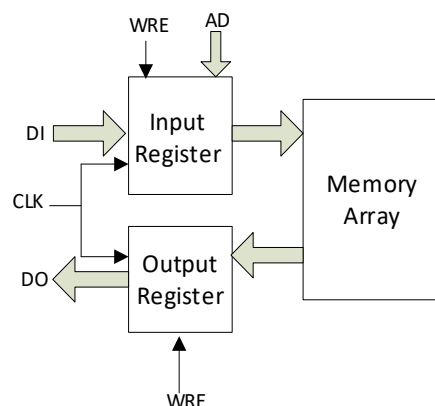 WRE
AD
DI
Input
Register
CLK
Memory
Array
DO
Output
Register
WRE